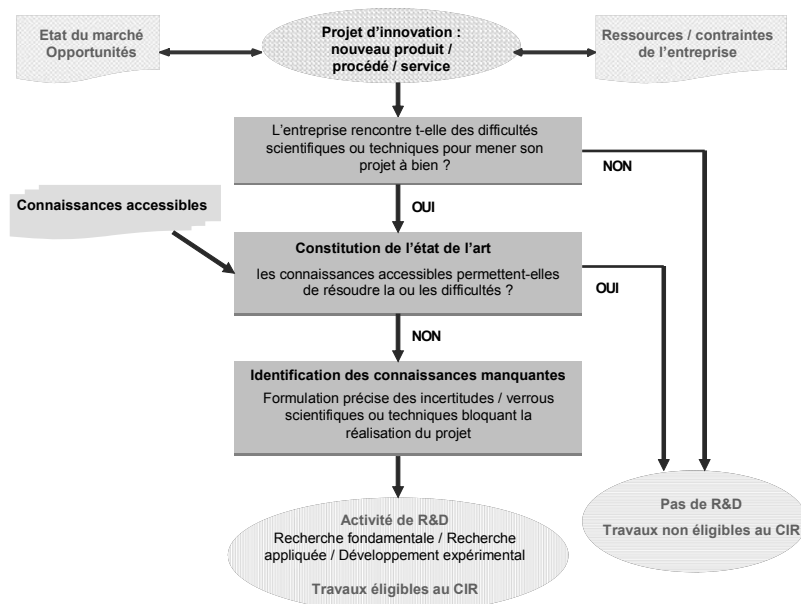 Etat du marché
Opportunités
Projet d'innovation :
nouveau produit /
procédé / service
Ressources / contraintes
de l'entreprise
L'entreprise rencontre t-elle des difficultés
scientifiques ou techniques pour mener son
projet à bien ?
NON
OUI
Connaissances accessibles
Constitution de l'état de l'art
les connaissances accessibles permettent-elles
de résoudre la ou les difficultés ?
OUI
NON
Identification des connaissances manquantes
Formulation précise des incertitudes / verrous
scientifiques ou techniques bloquant la
réalisation du projet
Pas de R&D
Travaux non éligibles au CIR
Activité de R&D
Recherche fondamentale / Recherche
appliquée / Développement expérimental
Travaux éligibles au CIR